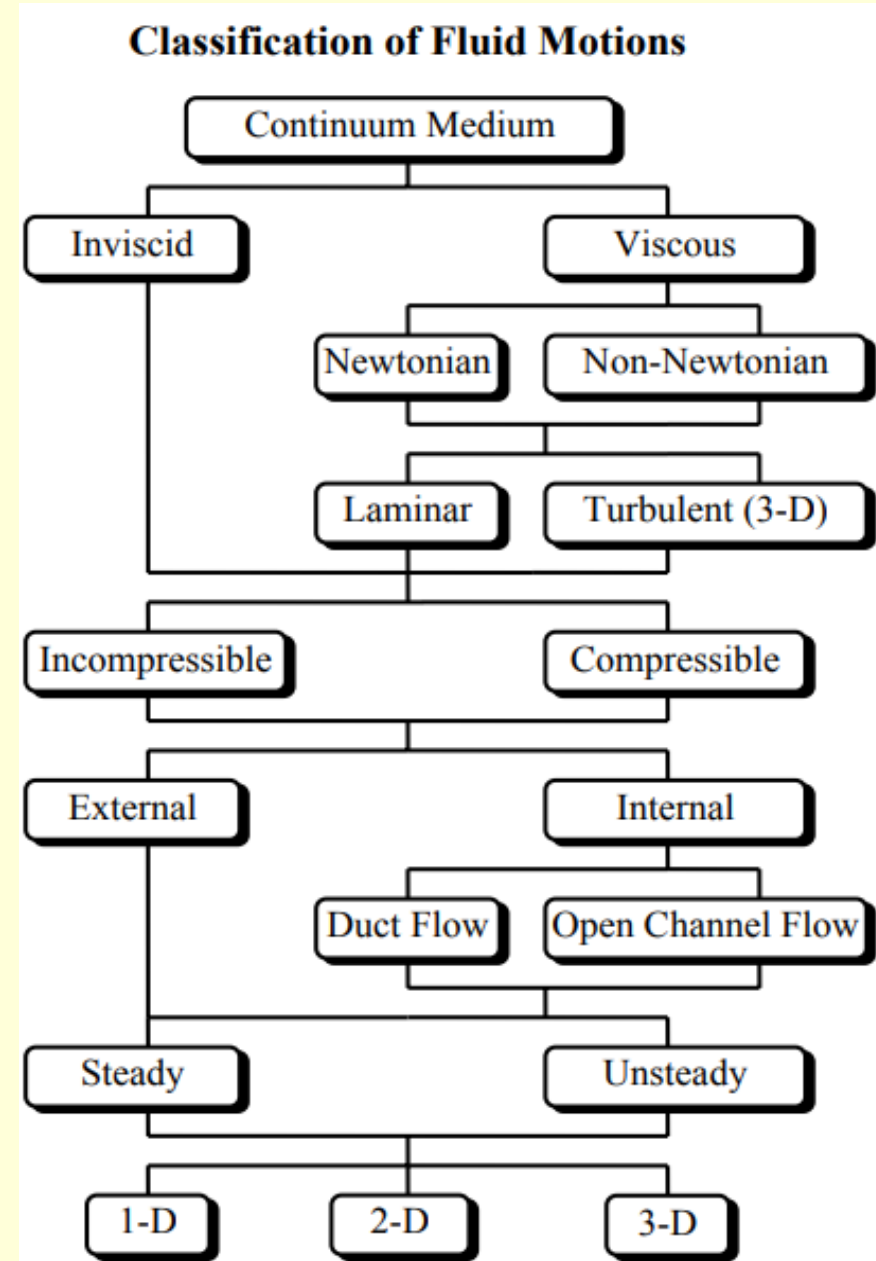 Classification of Fluid Motions
Continuum Medium
Inviscid
Viscous
Newtonian
Non-Newtonian
Laminar
Turbulent (3-D)
Incompressible
Compressible
External
Internal
Duct Flow
Open Channel Flow
Steady
Unsteady
1-D
2-D
3-D